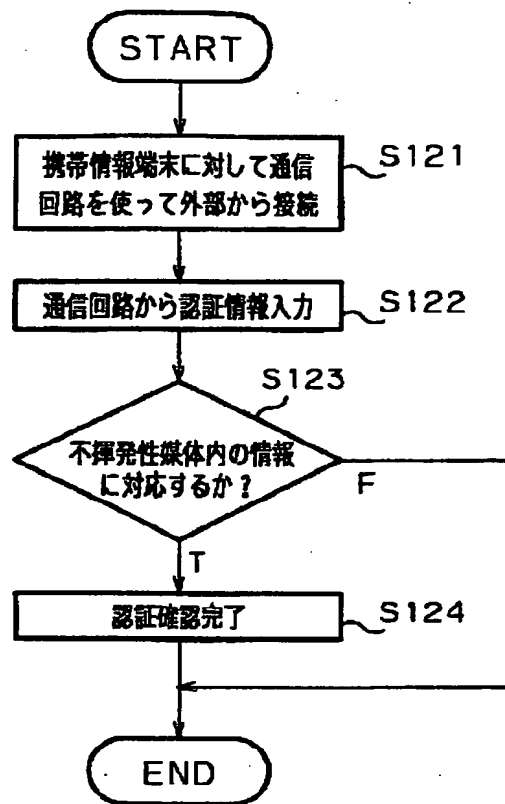 START
携帯情報端末に対して通信
回路を使って外部から接続
S121
通信回路から認証情報入力
S122
S123
不揮発性媒体内の情報
に対応するか?
F
T
認証確認完了
S124
END